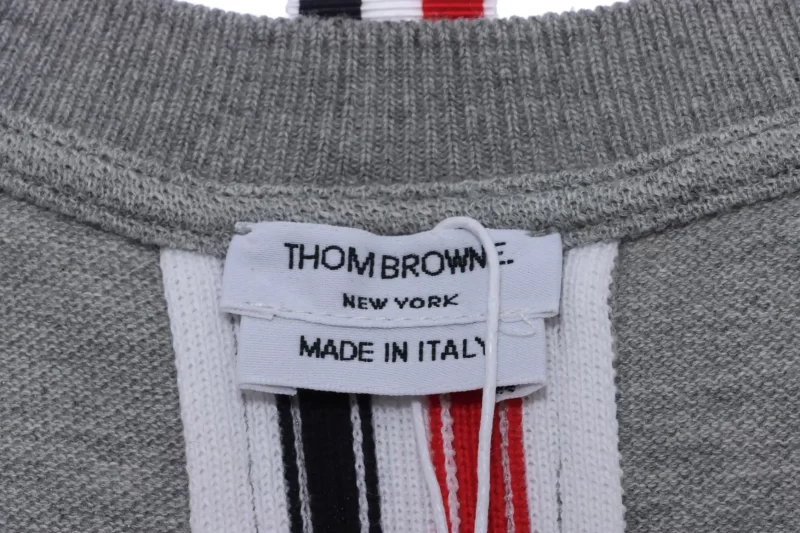 THOM BROWNE.
NEW YORK
MADE IN ITALY